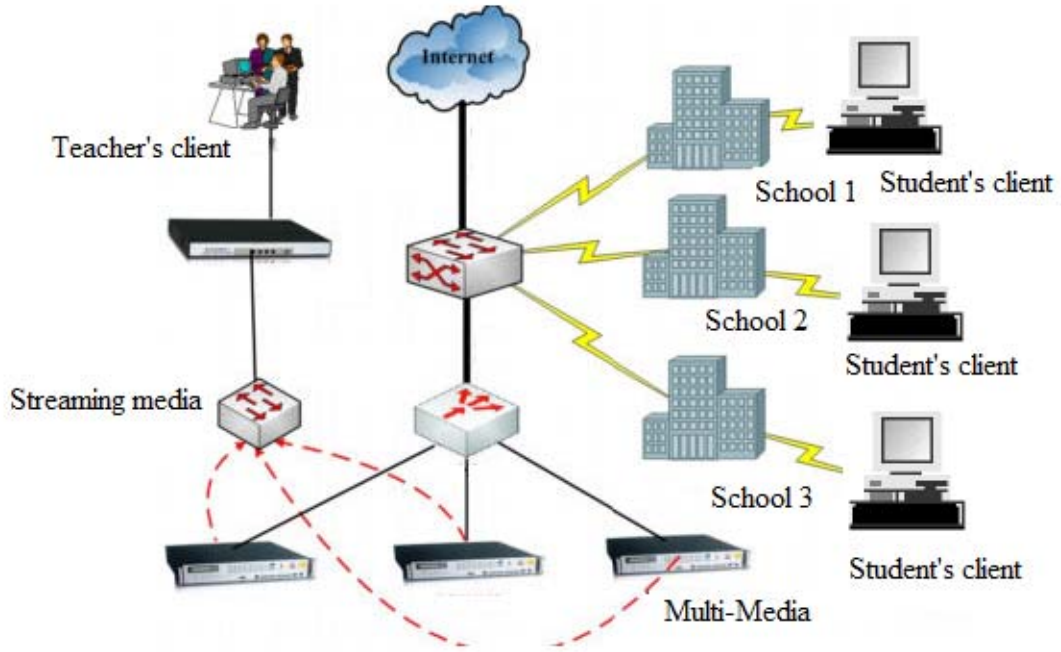 Internet
Teacher's client
School 1
Student's client
School 2
Student's client
Streaming media
School 3
Student's client
Multi-Media